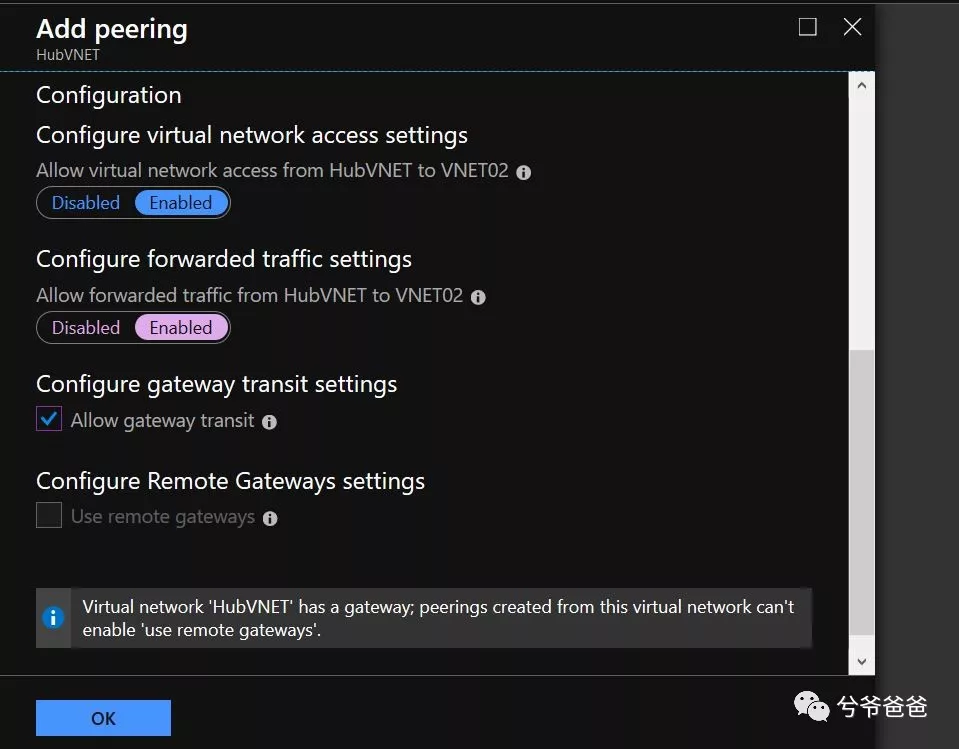 Add peering
HubVNET
Configuration
Configure virtual network access settings
Allow virtual network access from HubVNET to VNET02
Disabled Enabled
Configure forwarded traffic settings
Allow forwarded traffic from HubVNET to VNET02
Disabled Enabled
Configure gateway transit settings
Allow gateway transit
Configure Remote Gateways settings
Use remote gateways
Virtual network 'HubVNET' has a gateway; peerings created from this virtual network can't
enable 'use remote gateways'.
OK
兮爷爸爸